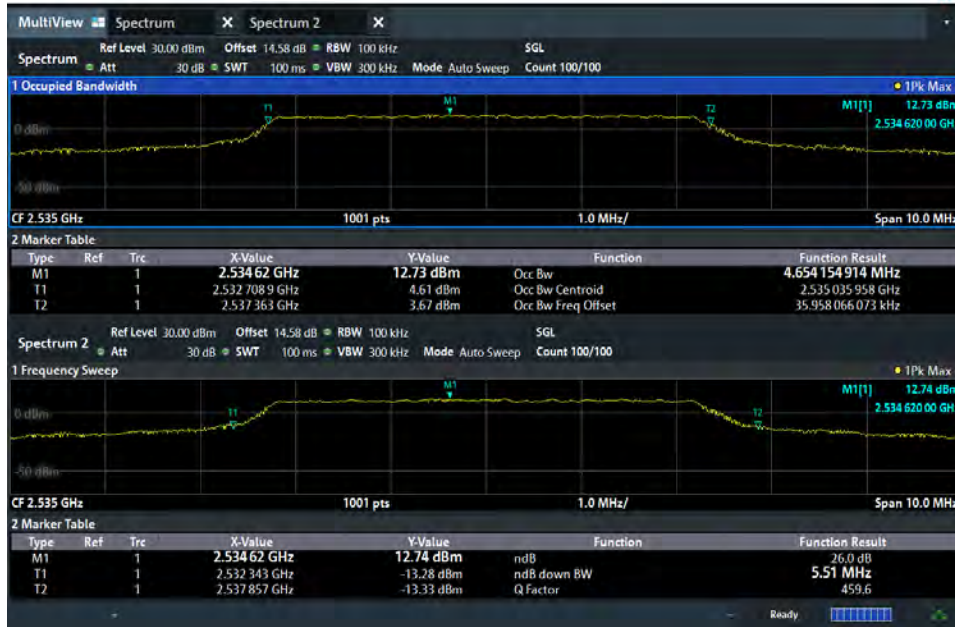 MultiView Spectrum X Spectrum 2 X
Ref Level 30.00 dBm Offset 14.58 dB RBW 100 kHz SGL
Spectrum Att 30 dB SWT 100 ms VBW 300 kHz Mode Auto Sweep Count 100/100
1 Occupied Bandwidth 1Pk Max
M1[1] 12.73 dBm
2.534 620 00 GH
T1 M1 T2
0 dBm
-50 dBm
CF 2.535 GHz 1001 pts 1.0 MHz/ Span 10.0 MHz
2 Marker Table
Type Ref Trc X-Value Y-Value Function Function Result
M1 1 2.534 62 GHz 12.73 dBm Occ Bw 4.654 154 914 MHz
T1 1 2.532 708 9 GHz 4.61 dBm Occ Bw Centroid 2.535 035 958 GHz
T2 1 2.537 363 GHz 3.67 dBm Occ Bw Freq Offset 35.958 066 073 kHz
Ref Level 30.00 dBm Offset 14.58 dB RBW 100 kHz SGL
Spectrum 2 Att 30 dB SWT 100 ms VBW 300 kHz Mode Auto Sweep Count 100/100
1 Frequency Sweep 1Pk Max
M1[1] 12.74 dBm
2.534 620 00 GH
T1 M1 T2
0 dBm
-50 dBm
CF 2.535 GHz 1001 pts 1.0 MHz/ Span 10.0 MHz
2 Marker Table
Type Ref Trc X-Value Y-Value Function Function Result
M1 1 2.534 62 GHz 12.74 dBm ndB 26.0 dB
T1 1 2.532 343 GHz -13.28 dBm ndB down BW 5.51 MHz
T2 1 2.537 857 GHz -13.33 dBm Q Factor 459.6
Ready